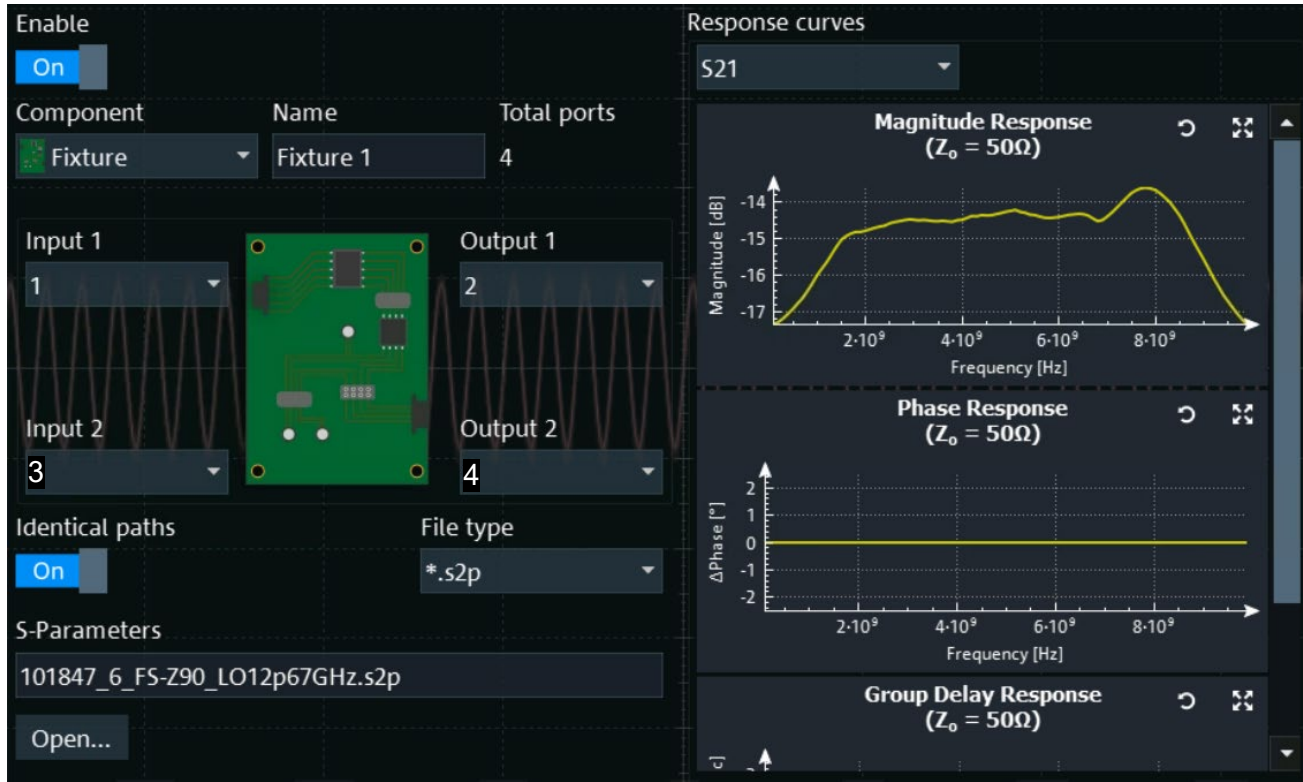 Enable
On
Component Name Total ports
Fixture Fixture 1 4
Input 1 Output 1
1 2
Input 2 Output 2
3 4
Identical paths File type
On *.s2p
S-Parameters
101847_6_FS-Z90_LO12p67GHz.s2p
Open...
Response curves
S21
Magnitude Response
(Z₀ = 50Ω)
Magnitude [dB]
-14
-15
-16
-17
2·10⁹ 4·10⁹ 6·10⁹ 8·10⁹
Frequency [Hz]
Phase Response
(Z₀ = 50Ω)
ΔPhase [°]
2
1
0
-1
-2
2·10⁹ 4·10⁹ 6·10⁹ 8·10⁹
Frequency [Hz]
Group Delay Response
(Z₀ = 50Ω)